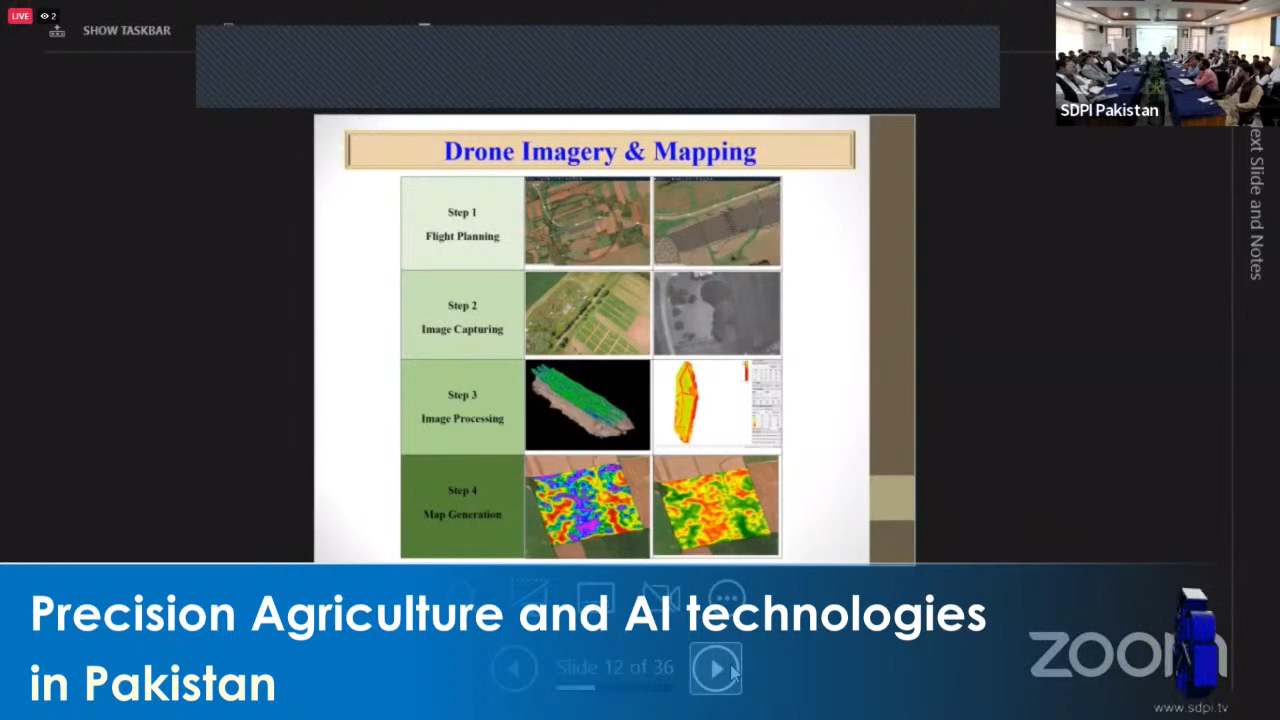 LIVE 2
SHOW TASKBAR
SDPI Pakistan
ext Slide and Notes
Drone Imagery & Mapping
Step 1
Flight Planning
Step 2
Image Capturing
Step 3
Image Processing
Step 4
Map Generation
Precision Agriculture and AI technologies
in Pakistan
Slide 12 of 36
zoom
www.sdpi.tv